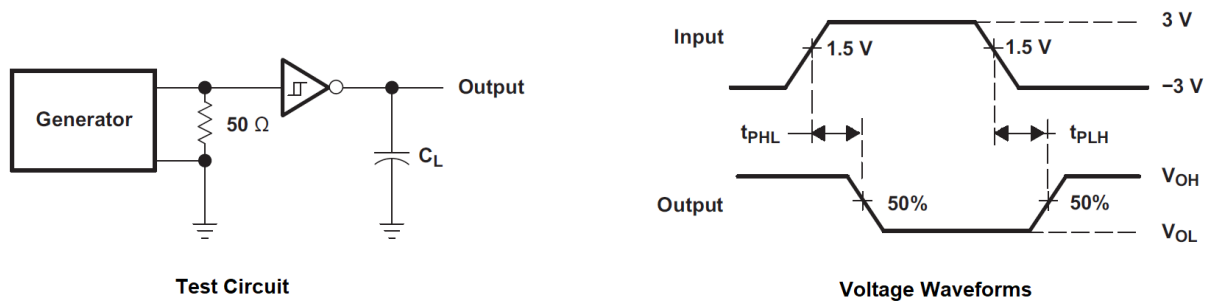 Generator
50 Ω
Output
C_L
Test Circuit
Input
1.5 V
1.5 V
3 V
−3 V
t_PHL
t_PLH
Output
50%
50%
V_OH
V_OL
Voltage Waveforms